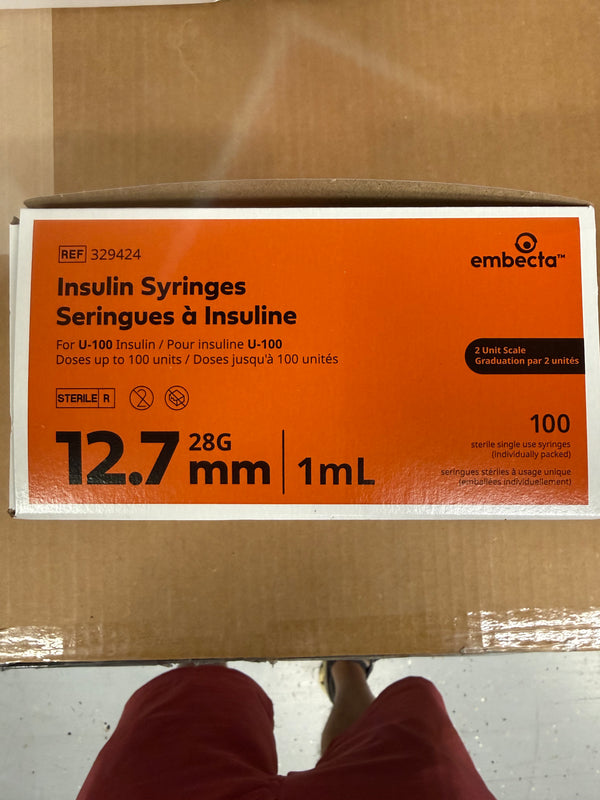 REF 329424
embecta™
Insulin Syringes
Seringues à Insuline
For U-100 Insulin / Pour insuline U-100
Doses up to 100 units / Doses jusqu'à 100 unités
2 Unit Scale
Graduation par 2 unités
STERILE R
2
12.7 mm 28G
1mL
100
sterile single use syringes
(individually packed)
seringues stériles à usage unique
(emballées individuellement)